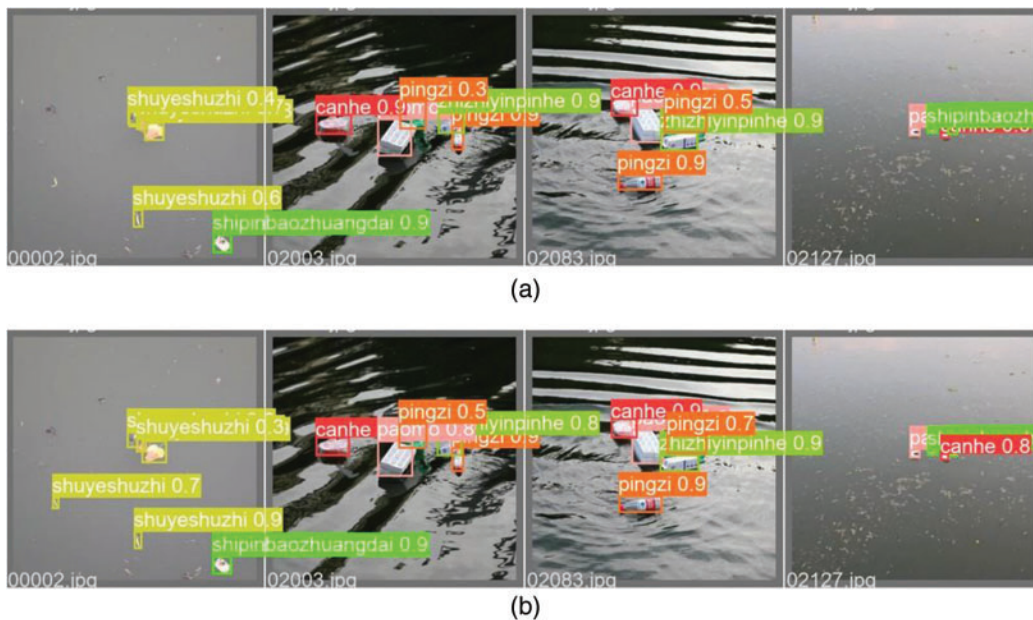 shuyeshuzhi 0.4
shuyeshuzhi 0.6
shipinbaozhuangdai 0.9
00002.jpg
canhe 0.9
pingzi 0.3
zhizhiyinpinhe 0.9
pingzi 0.9
02003.jpg
canhe 0.9
pingzi 0.5
zhizhiyinpinhe 0.9
pingzi 0.9
02083.jpg
02127.jpg
(a)
shuyeshuzhi 0.3
shuyeshuzhi 0.7
shuyeshuzhi 0.9
shipinbaozhuangdai 0.9
00002.jpg
canhe
pingzi 0.5
0.8
pingzi 0.9
02003.jpg
canhe 0.9
pingzi 0.7
zhizhiyinpinhe 0.9
pingzi 0.9
02083.jpg
canhe 0.8
02127.jpg
(b)